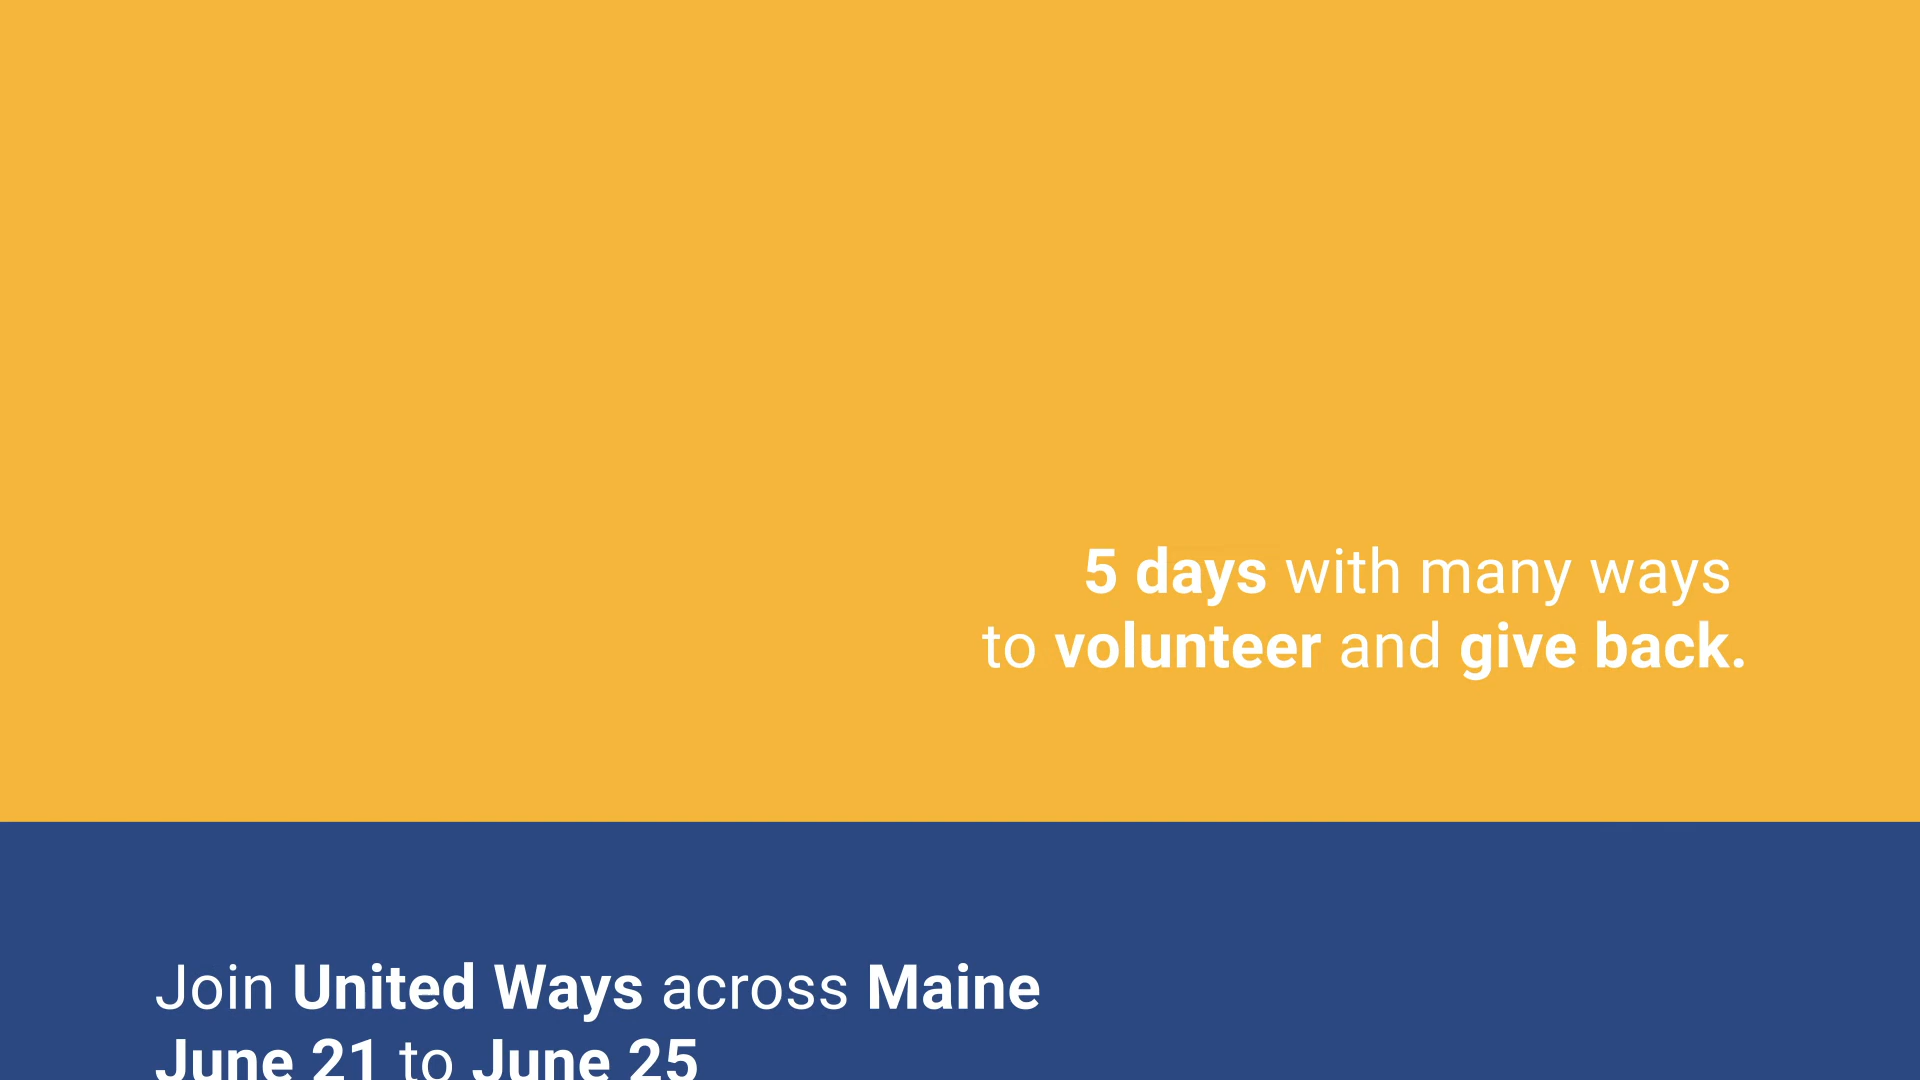 5 days with many ways
to volunteer and give back.
Join United Ways across Maine
June 21 to June 25